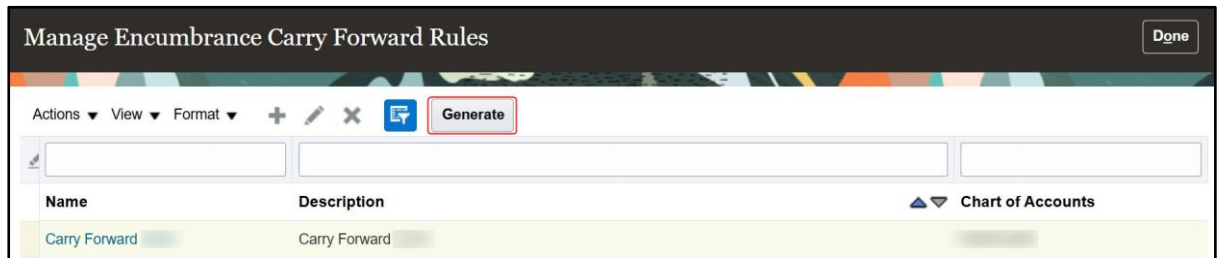 Manage Encumbrance Carry Forward Rules Done
Actions View Format Generate
Name Description Chart of Accounts
Carry Forward Carry Forward